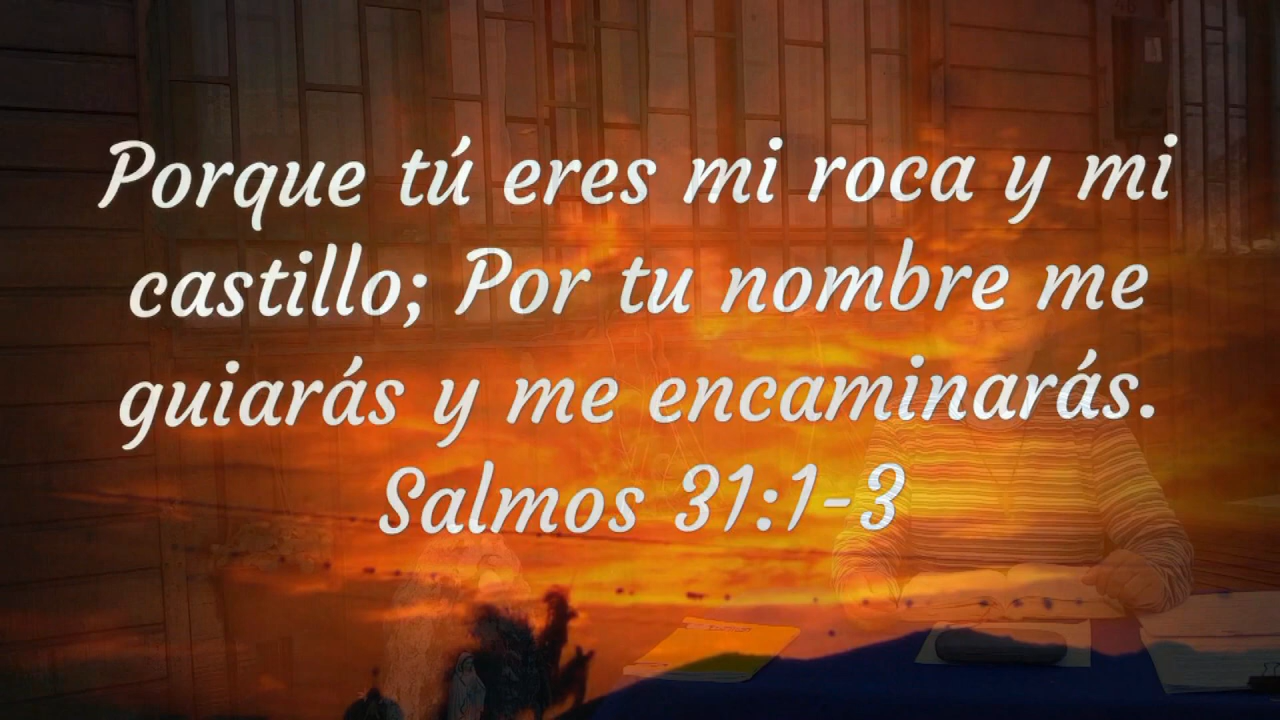 Porque tú eres mi roca y mi
castillo; Por tu nombre me
guiarás y me encaminarás.
Salmos 31:1-3